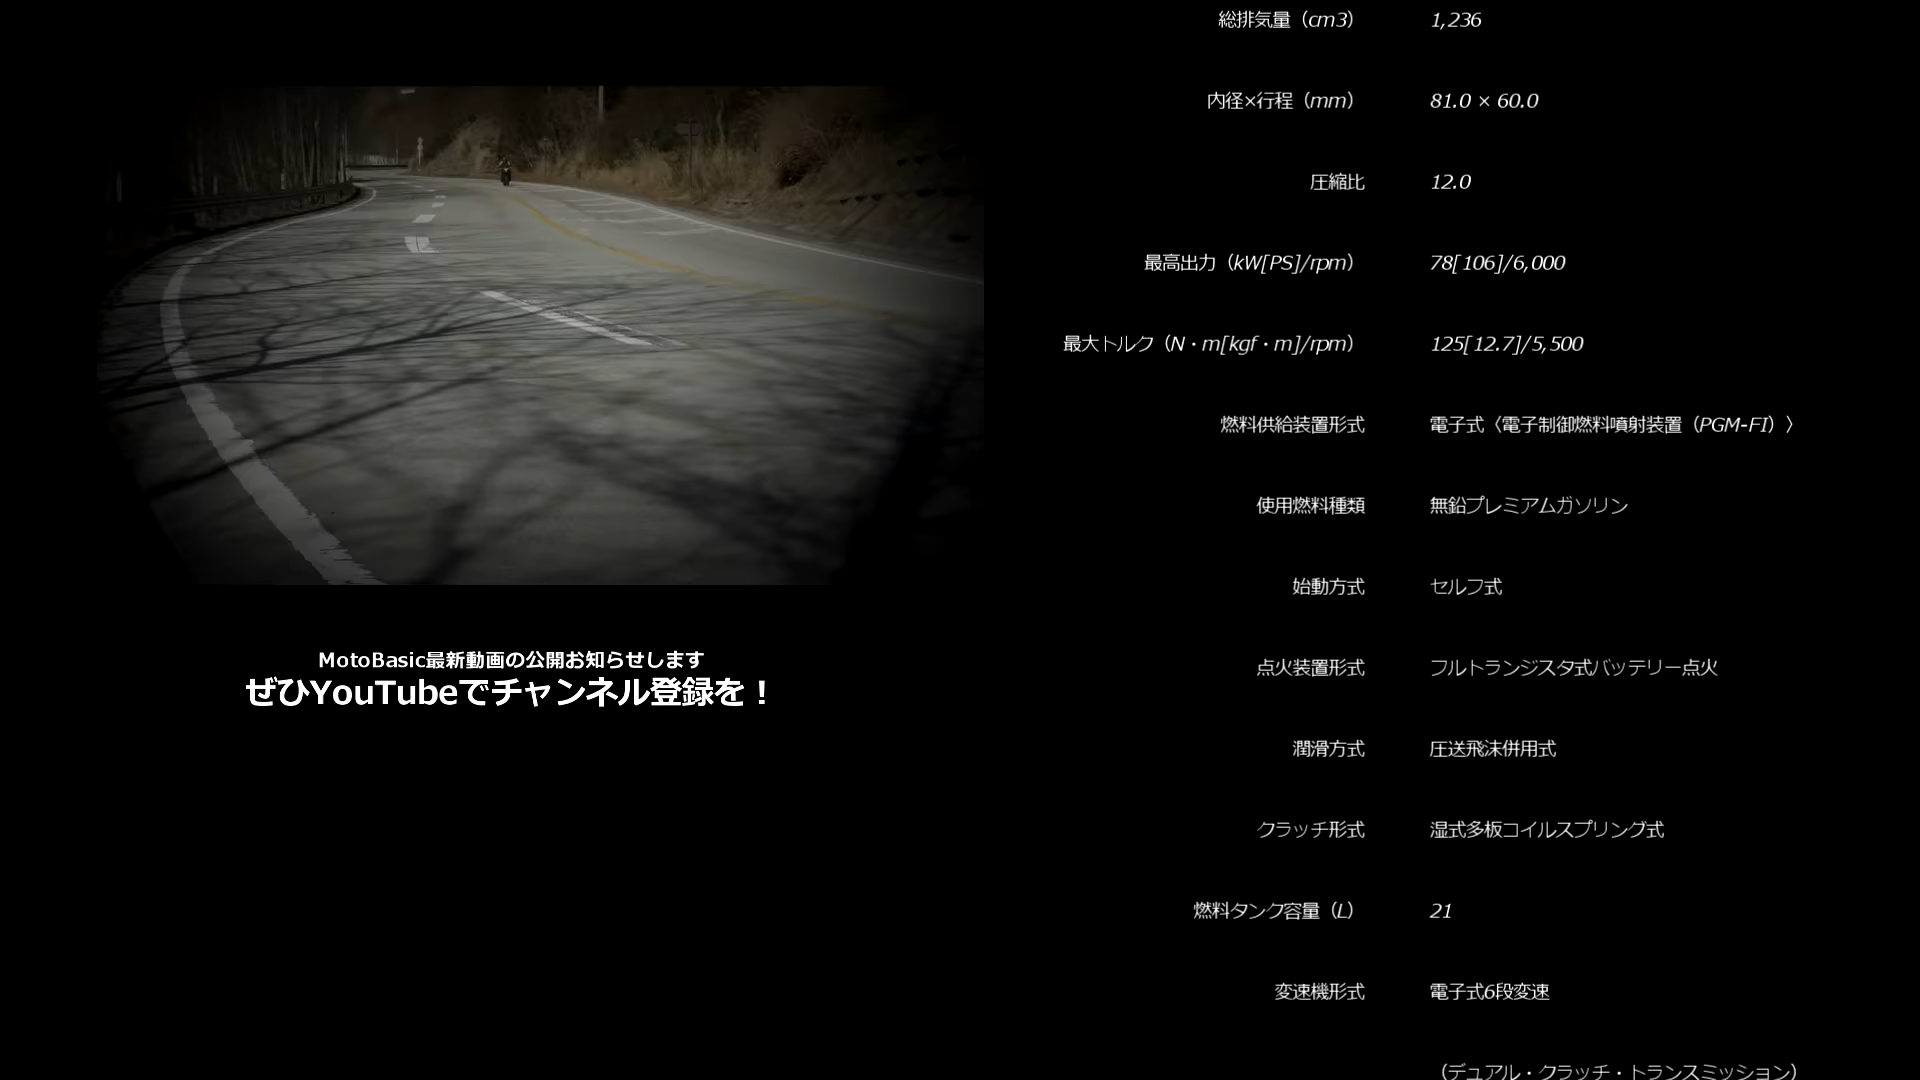 総排気量（cm3） 1,236
内径×行程（mm） 81.0 × 60.0
圧縮比 12.0
最高出力（kW[PS]/rpm） 78[106]/6,000
最大トルク（N・m[kgf・m]/rpm） 125[12.7]/5,500
燃料供給装置形式 電子式〈電子制御燃料噴射装置（PGM-FI）〉
使用燃料種類 無鉛プレミアムガソリン
始動方式 セルフ式
点火装置形式 フルトランジスタ式バッテリー点火
潤滑方式 圧送飛沫併用式
クラッチ形式 湿式多板コイルスプリング式
燃料タンク容量（L） 21
変速機形式 電子式6段変速
（デュアル・クラッチ・トランスミッション）
MotoBasic最新動画の公開お知らせします
ぜひYouTubeでチャンネル登録を！